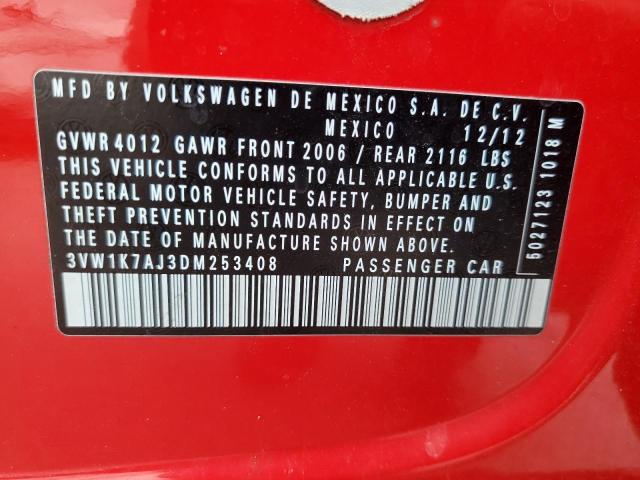 MFD BY VOLKSWAGEN DE MEXICO S.A. DE C.V.
MEXICO 12/12
GVWR 4012 GAWR FRONT 2006 / REAR 2116 LBS
THIS VEHICLE CONFORMS TO ALL APPLICABLE U.S.
FEDERAL MOTOR VEHICLE SAFETY, BUMPER AND
THEFT PREVENTION STANDARDS IN EFFECT ON
THE DATE OF MANUFACTURE SHOWN ABOVE.
3VW1K7AJ3DM253408 PASSENGER CAR
5027123 1018 M